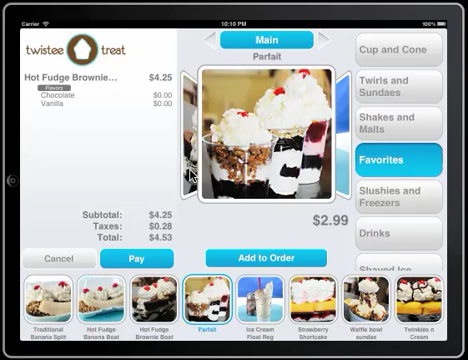 Carrier
10:10 PM
100%
twistee treat
Hot Fudge Brownie... $4.25
Flavors
Chocolate $0.00
Vanilla $0.00
Subtotal: $4.25
Taxes: $0.28
Total: $4.53
Cancel
Pay
Main
Parfait
$2.99
Add to Order
Cup and Cone
Twirls and
Sundaes
Shakes and
Malts
Favorites
Slushies and
Freezers
Drinks
Shaved Ice
Traditional
Banana Split
Hot Fudge
Banana Boat
Hot Fudge
Brownie Boat
Parfait
Ice Cream
Float Reg
Strawberry
Shortcake
Waffle bowl
sundae
Twinkies n
Cream